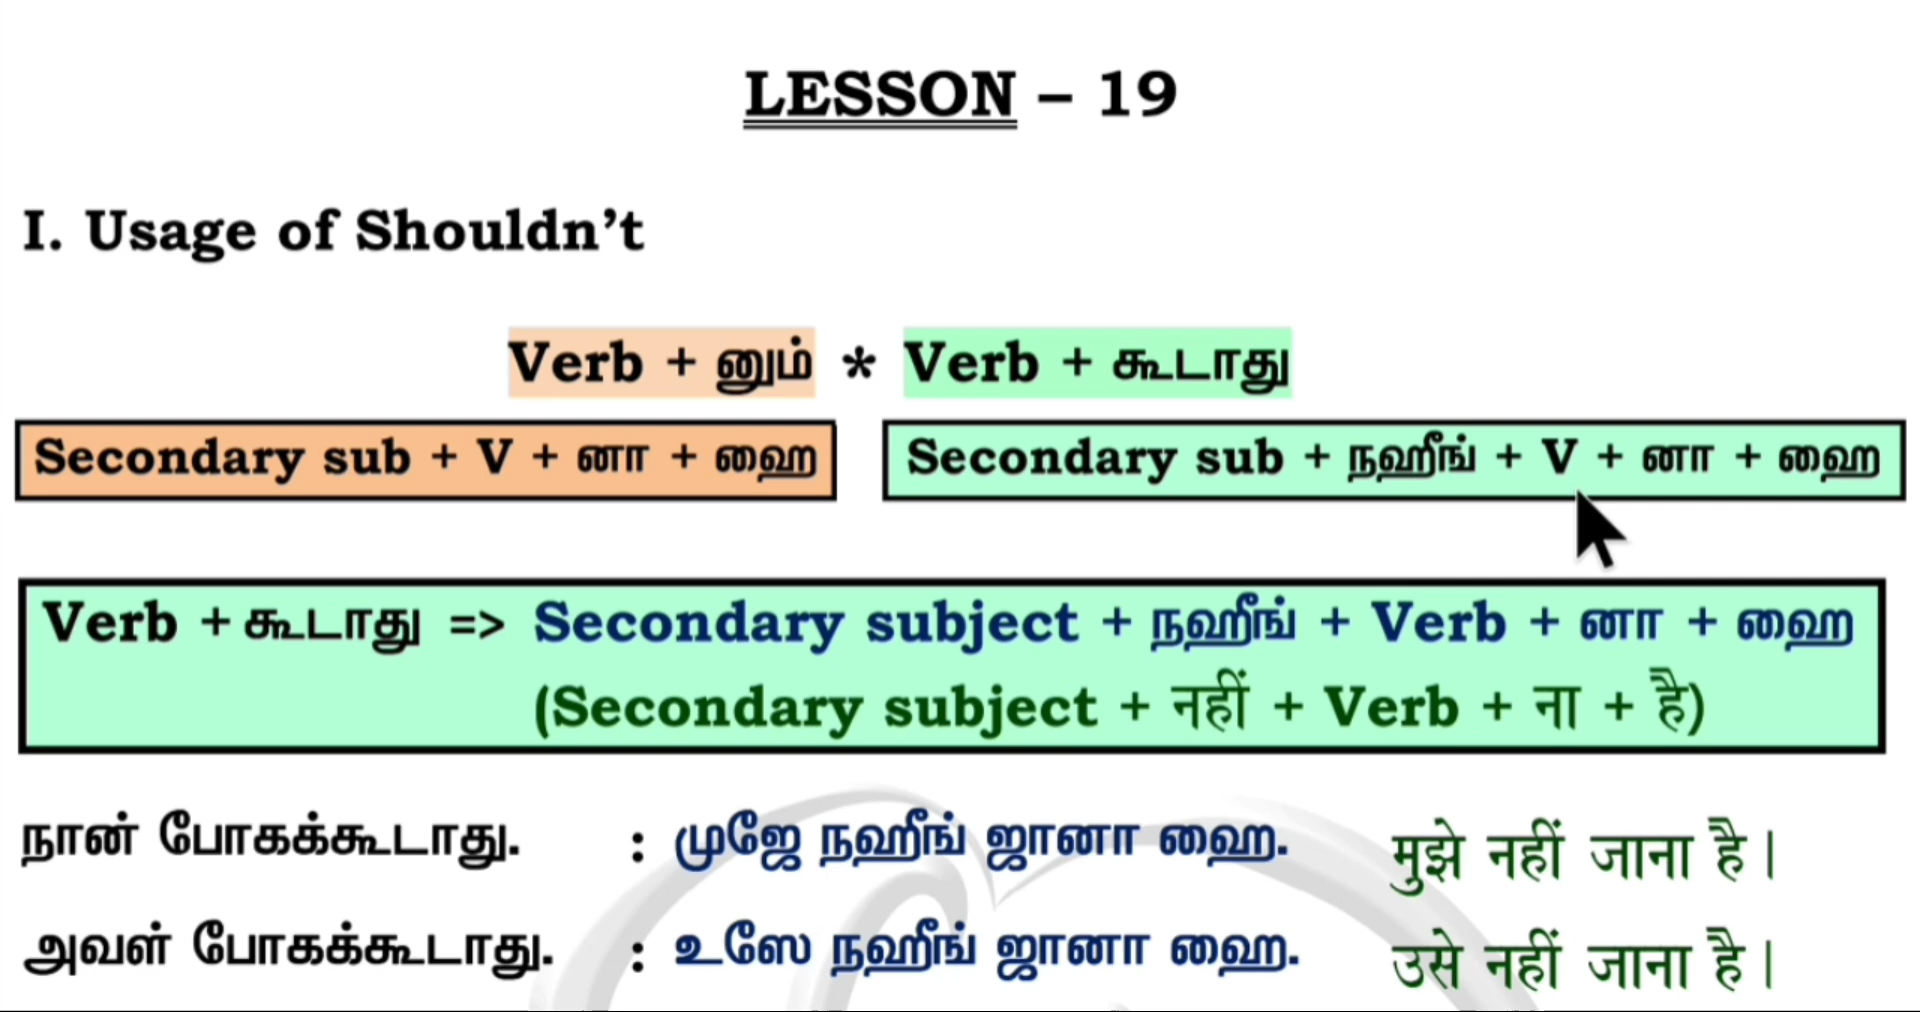 LESSON – 19
I. Usage of Shouldn’t
Verb + னும் * Verb + கூடாது
Secondary sub + V + னா + ஹை
Secondary sub + நஹீங் + V + னா + ஹை
Verb + கூடாது => Secondary subject + நஹீங் + Verb + னா + ஹை
(Secondary subject + नहीं + Verb + ना + है)
நான் போகக்கூடாது. : முஜே நஹீங் ஜானா ஹை. मुझे नहीं जाना है।
அவள் போகக்கூடாது. : உஸே நஹீங் ஜானா ஹை. उसे नहीं जाना है।